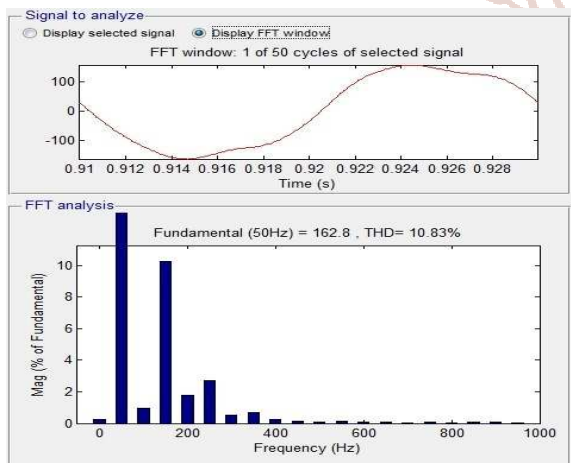 Signal to analyze
Display selected signal Display FFT window
FFT window: 1 of 50 cycles of selected signal
100
0
-100
0.91 0.912 0.914 0.916 0.918 0.92 0.922 0.924 0.926 0.928
Time (s)
FFT analysis
Fundamental (50Hz) = 162.8 , THD= 10.83%
Mag (% of Fundamental)
10
8
6
4
2
0
0 200 400 600 800 1000
Frequency (Hz)